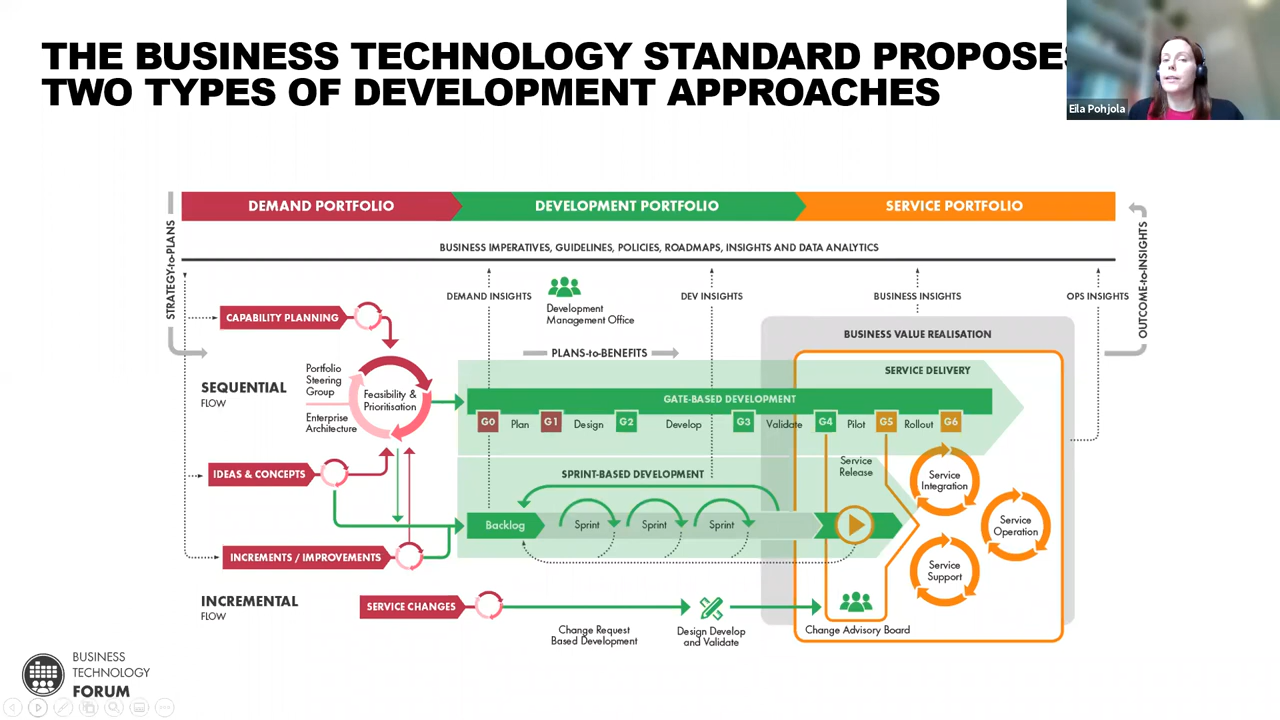 THE BUSINESS TECHNOLOGY STANDARD PROPOSES
TWO TYPES OF DEVELOPMENT APPROACHES
Eila Pohjola
DEMAND PORTFOLIO
DEVELOPMENT PORTFOLIO
SERVICE PORTFOLIO
STRATEGY-to-PLANS
OUTCOME-to-INSIGHTS
BUSINESS IMPERATIVES, GUIDELINES, POLICIES, ROADMAPS, INSIGHTS AND DATA ANALYTICS
DEMAND INSIGHTS
DEV INSIGHTS
BUSINESS INSIGHTS
OPS INSIGHTS
Development
Management Office
CAPABILITY PLANNING
BUSINESS VALUE REALISATION
PLANS-to-BENEFITS
SERVICE DELIVERY
Portfolio
Steering
Group
SEQUENTIAL
FLOW
Feasibility &
Prioritisation
Enterprise
Architecture
GATE-BASED DEVELOPMENT
G0
Plan
G1
Design
G2
Develop
G3
Validate
G4
Pilot
G5
Rollout
G6
IDEAS & CONCEPTS
SPRINT-BASED DEVELOPMENT
Service
Release
Service
Integration
Backlog
Sprint
Sprint
Sprint
Service
Operation
INCREMENTS / IMPROVEMENTS
Service
Support
INCREMENTAL
FLOW
SERVICE CHANGES
Change Request
Based Development
Design Develop
and Validate
Change Advisory Board
BUSINESS
TECHNOLOGY
FORUM